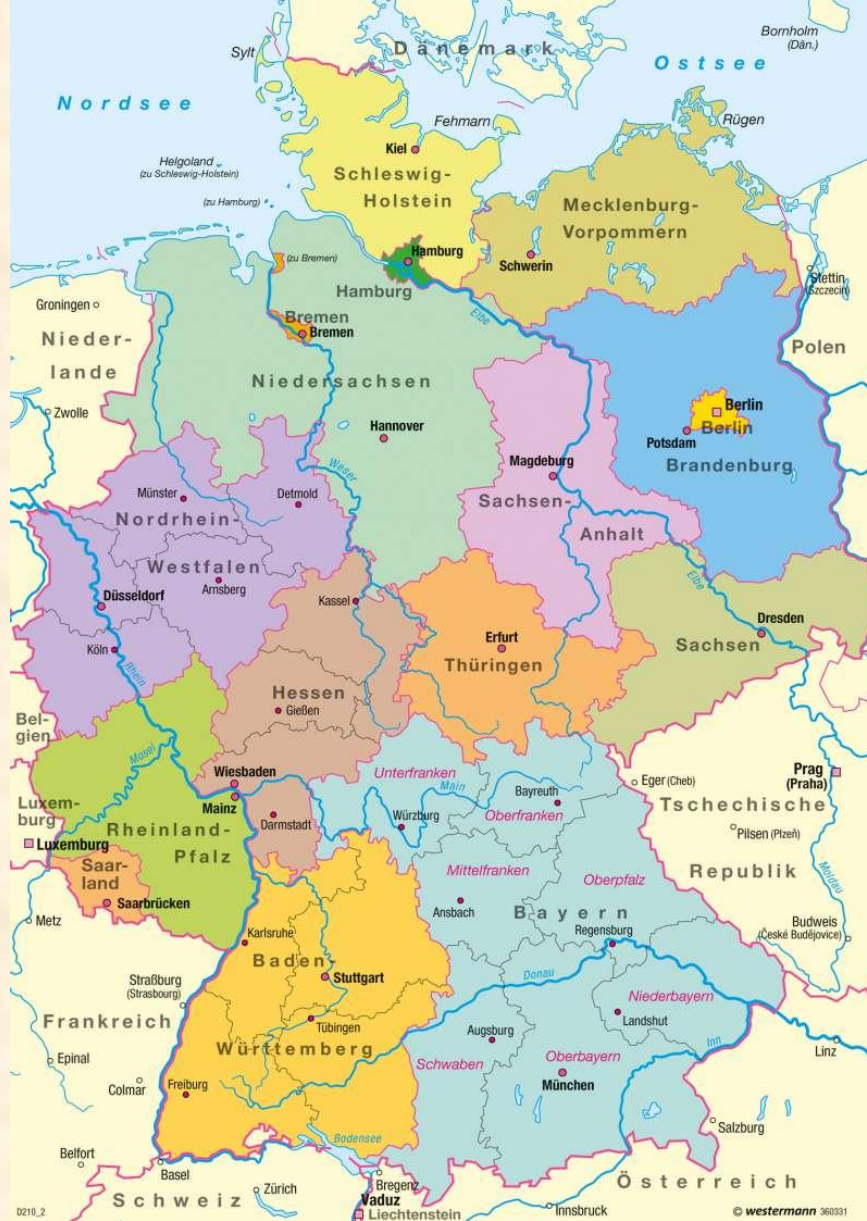 Bornholm
(Dän.)
Sylt
Dänemark
Ostsee
Nordsee
Fehmarn
Rügen
Kiel
Helgoland
(zu Schleswig-Holstein)
Schleswig-
Holstein
(zu Hamburg)
Mecklenburg-
Vorpommern
(zu Bremen)
Hamburg
Schwerin
Stettin
(Szczecin)
Hamburg
Groningen
Elbe
Bremen
Bremen
Nieder-
lande
Polen
Niedersachsen
Zwolle
Berlin
Berlin
Potsdam
Brandenburg
Hannover
Weser
Magdeburg
Münster
Detmold
Sachsen-
Anhalt
Nordrhein-
Westfalen
Arnsberg
Düsseldorf
Kassel
Elbe
Dresden
Sachsen
Köln
Rhein
Erfurt
Thüringen
Hessen
Gießen
Bel-
gien
Mosel
Wiesbaden
Mainz
Unterfranken
Main
Bayreuth
Oberfranken
Eger (Cheb)
Prag
(Praha)
Tschechische
Republik
Luxem-
burg
Luxemburg
Rheinland-
Pfalz
Darmstadt
Würzburg
Pilsen (Plzeň)
Moldau
Saar-
land
Saarbrücken
Mittelfranken
Oberpfalz
Ansbach
Bayern
Metz
Karlsruhe
Regensburg
Budweis
(České Budějovice)
Baden-
Württemberg
Stuttgart
Donau
Straßburg
(Strasbourg)
Niederbayern
Frankreich
Tübingen
Augsburg
Landshut
Inn
Linz
Epinal
Schwaben
Oberbayern
München
Colmar
Freiburg
Salzburg
Bodensee
Belfort
Basel
Bregenz
Österreich
Zürich
Schweiz
Vaduz
Liechtenstein
Innsbruck
D210_2
© westermann 360331